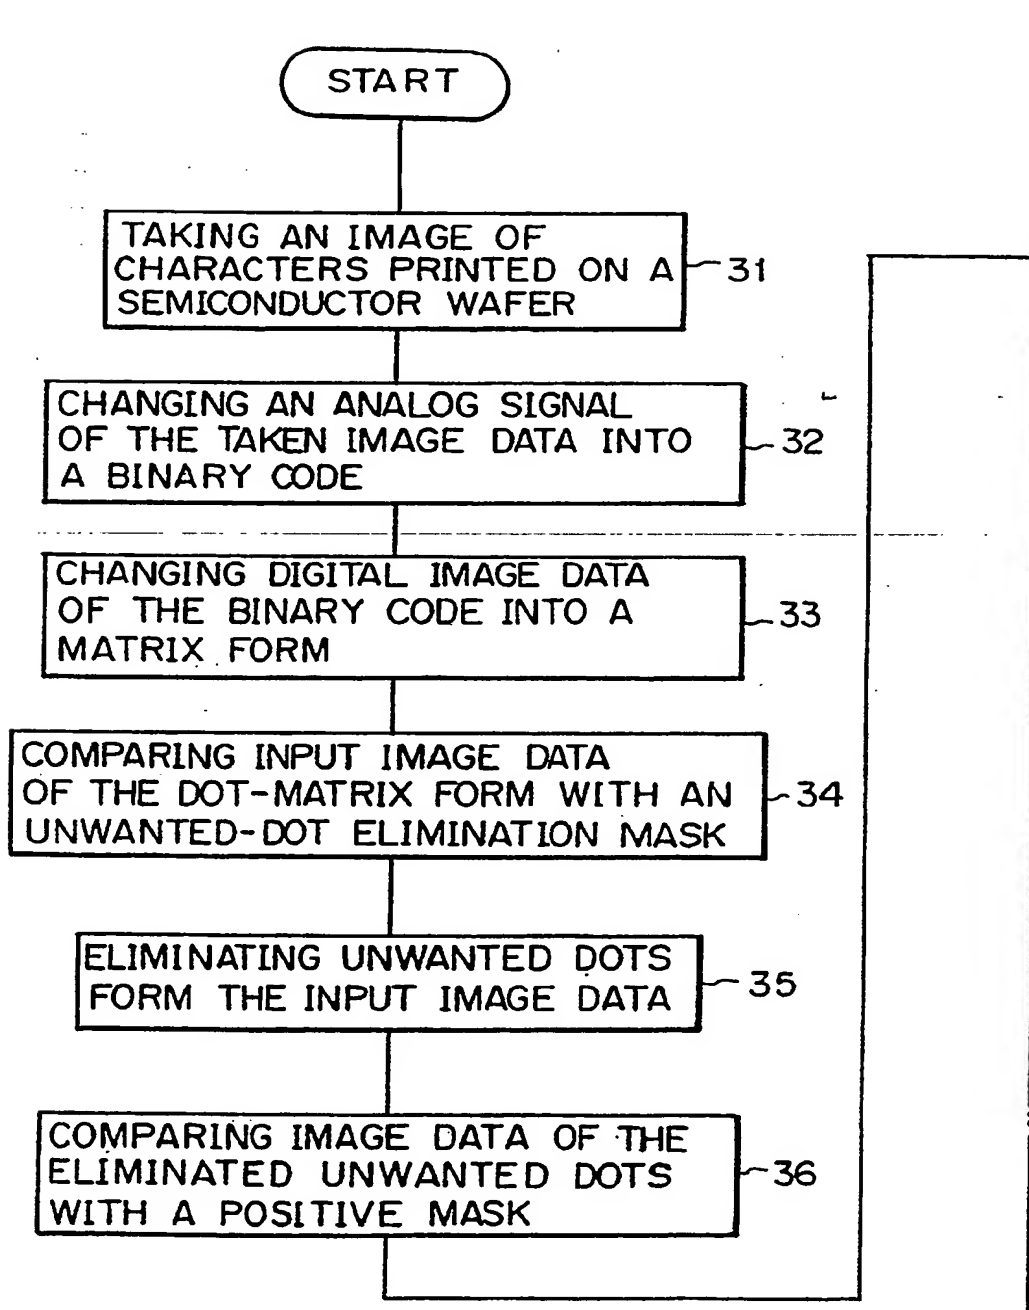 START
TAKING AN IMAGE OF
CHARACTERS PRINTED ON A
SEMICONDUCTOR WAFER
31
CHANGING AN ANALOG SIGNAL
OF THE TAKEN IMAGE DATA INTO
A BINARY CODE
32
CHANGING DIGITAL IMAGE DATA
OF THE BINARY CODE INTO A
MATRIX FORM
33
COMPARING INPUT IMAGE DATA
OF THE DOT-MATRIX FORM WITH AN
UNWANTED-DOT ELIMINATION MASK
34
ELIMINATING UNWANTED DOTS
FORM THE INPUT IMAGE DATA
35
COMPARING IMAGE DATA OF THE
ELIMINATED UNWANTED DOTS
WITH A POSITIVE MASK
36